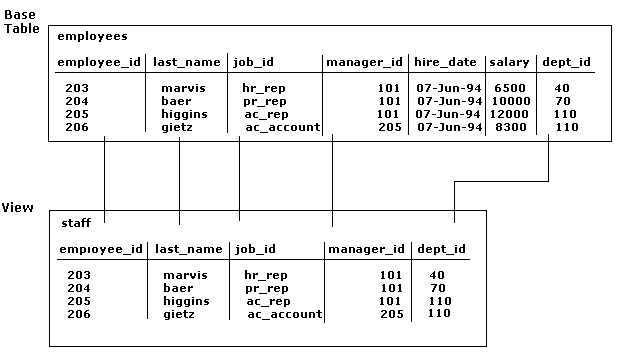 Base
Table
employees
employee_id last_name job_id manager_id hire_date salary dept_id
203 marvis hr_rep 101 07-Jun-94 6500 40
204 baer pr_rep 101 07-Jun-94 10000 70
205 higgins ac_rep 101 07-Jun-94 12000 110
206 gietz ac_account 205 07-Jun-94 8300 110
View
staff
employee_id last_name job_id manager_id dept_id
203 marvis hr_rep 101 40
204 baer pr_rep 101 70
205 higgins ac_rep 101 110
206 gietz ac_account 205 110